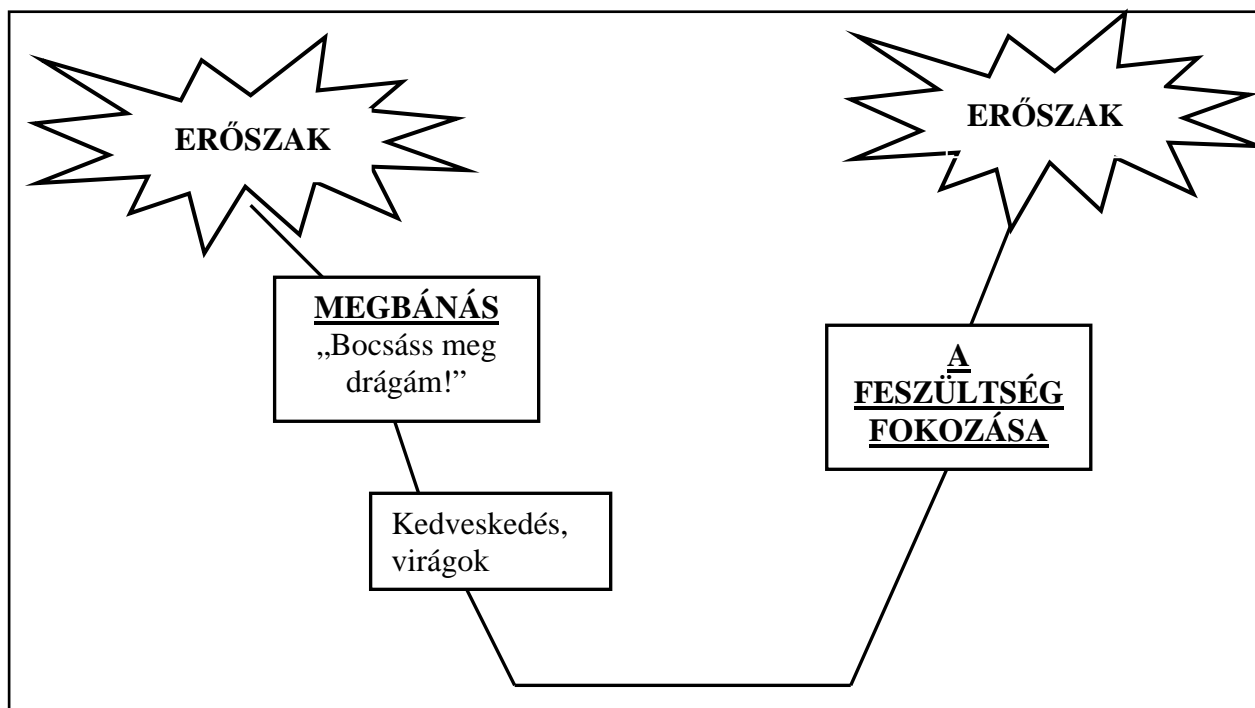 ERŐSZAK
MEGBÁNÁS
„Bocsáss meg
drágám!”
Kedveskedés,
virágok
A
FESZÜLTSÉG
FOKOZÁSA
ERŐSZAK